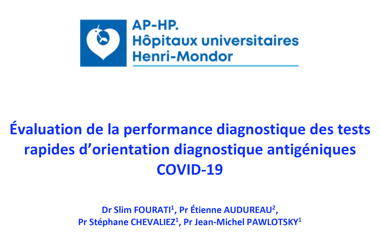 AP-HP.
Hôpitaux universitaires
Henri-Mondor
Évaluation de la performance diagnostique des tests
rapides d’orientation diagnostique antigéniques
COVID-19
Dr Slim FOURATI¹, Pr Étienne AUDUREAU²,
Pr Stéphane CHEVALIEZ¹, Pr Jean-Michel PAWLOTSKY¹